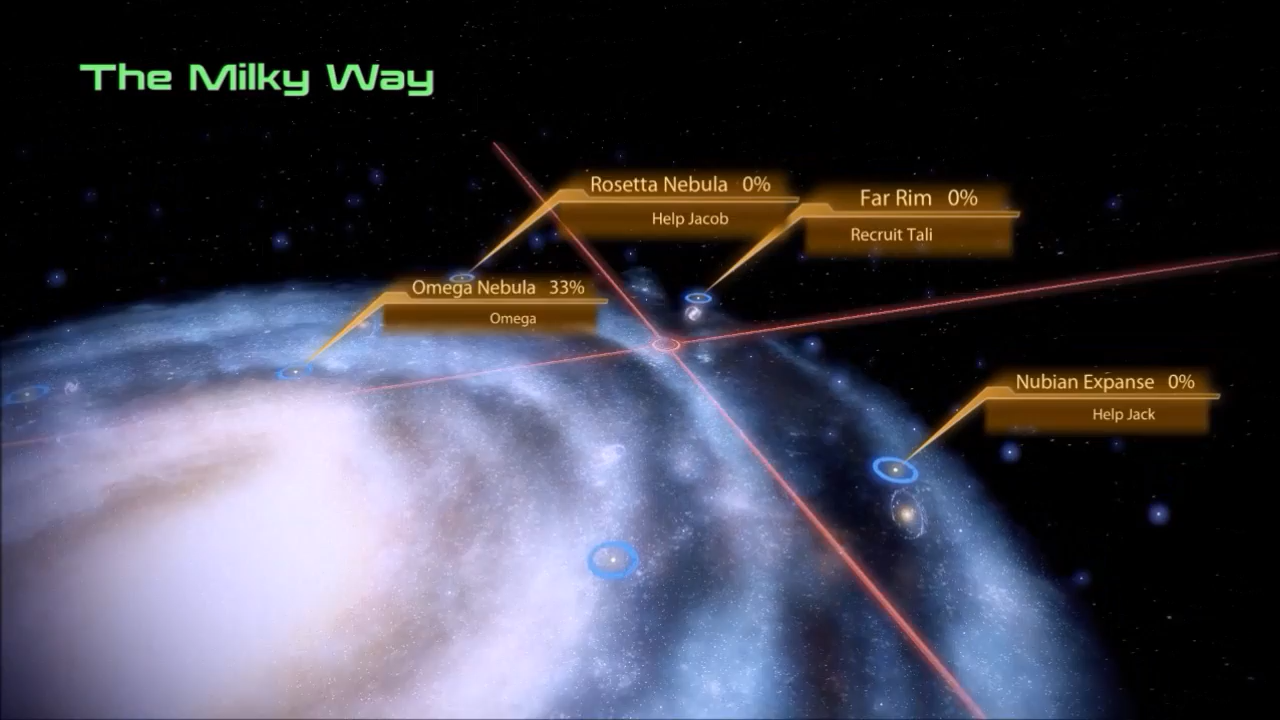 The Milky Way
Rosetta Nebula 0%
Help Jacob
Far Rim 0%
Recruit Tali
Omega Nebula 33%
Omega
Nubian Expanse 0%
Help Jack